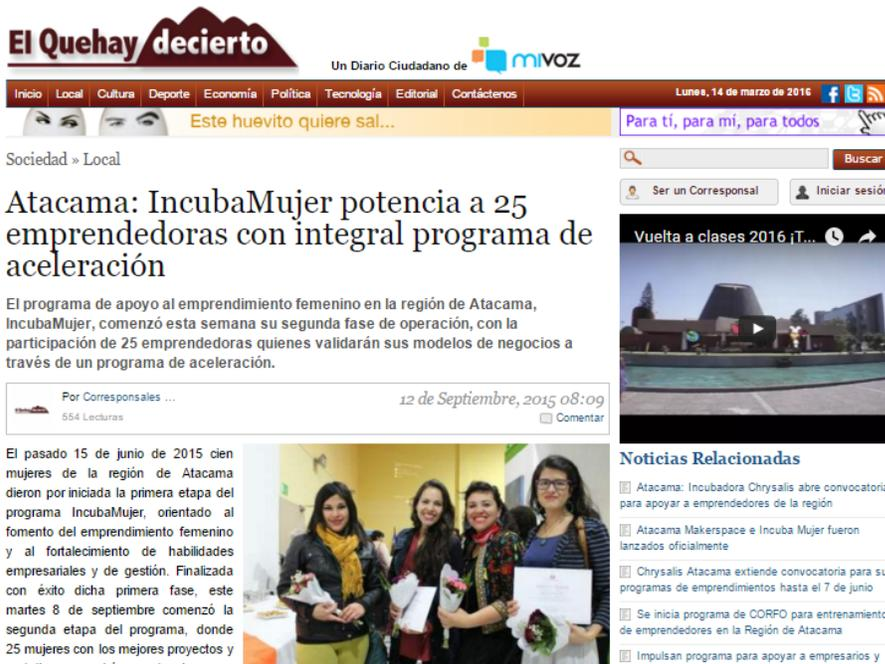 El Quehaydecierto
Un Diario Ciudadano de mivoz
Inicio Local Cultura Deporte Economía Política Tecnología Editorial Contáctenos
Lunes, 14 de marzo de 2016
Este huevito quiere sal...
Para tí, para mí, para todos
Sociedad » Local
Buscar
Ser un Corresponsal
Iniciar sesión
Atacama: IncubaMujer potencia a 25
emprendedoras con integral programa de
aceleración
El programa de apoyo al emprendimiento femenino en la región de Atacama,
IncubaMujer, comenzó esta semana su segunda fase de operación, con la
participación de 25 emprendedoras quienes validarán sus modelos de negocios a
través de un programa de aceleración.
Por Corresponsales ...
554 Lecturas
12 de Septiembre, 2015 08:09
Comentar
El pasado 15 de junio de 2015 cien
mujeres de la región de Atacama
dieron por iniciada la primera etapa del
programa IncubaMujer, orientado al
fomento del emprendimiento femenino
y al fortalecimiento de habilidades
empresariales y de gestión. Finalizada
con éxito dicha primera fase, este
martes 8 de septiembre comenzó la
segunda etapa del programa, donde
25 mujeres con los mejores proyectos y
Vuelta a clases 2016 ¡T...
Noticias Relacionadas
Atacama: Incubadora Chrysalis abre convocatoria
para apoyar a emprendedores de la región
Atacama Makerspace e Incuba Mujer fueron
lanzados oficialmente
Chrysalis Atacama extiende convocatoria para su
programas de emprendimientos hasta el 7 de junio
Se inicia programa de CORFO para entrenamiento
de emprendedores en la Región de Atacama
Impulsan programa para apoyar a empresarios y